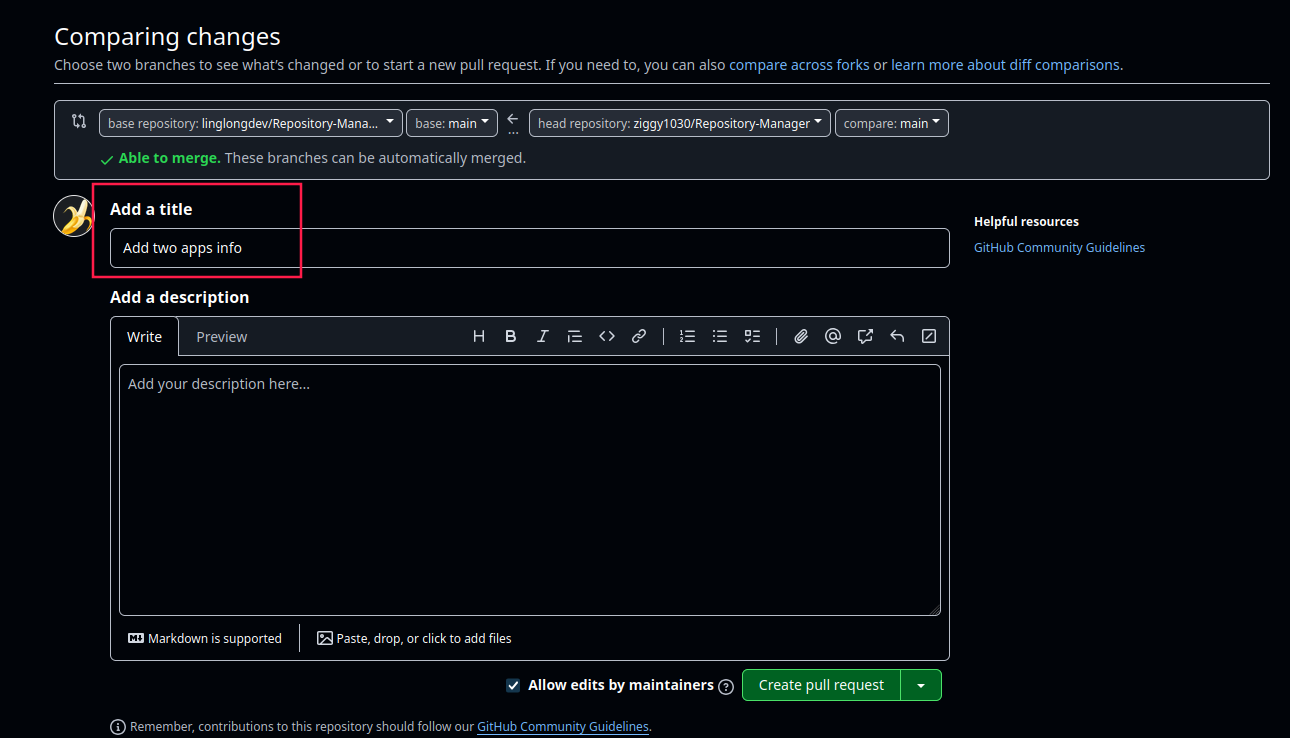 Comparing changes
Choose two branches to see what's changed or to start a new pull request. If you need to, you can also compare across forks or learn more about diff comparisons.
base repository: linglongdev/Repository-Mana... base: main ... head repository: ziggy1030/Repository-Manager compare: main
Able to merge. These branches can be automatically merged.
Add a title
Helpful resources
Add two apps info
GitHub Community Guidelines
Add a description
Write Preview H B I
Add your description here...
Markdown is supported Paste, drop, or click to add files
Allow edits by maintainers ? Create pull request
Remember, contributions to this repository should follow our GitHub Community Guidelines.